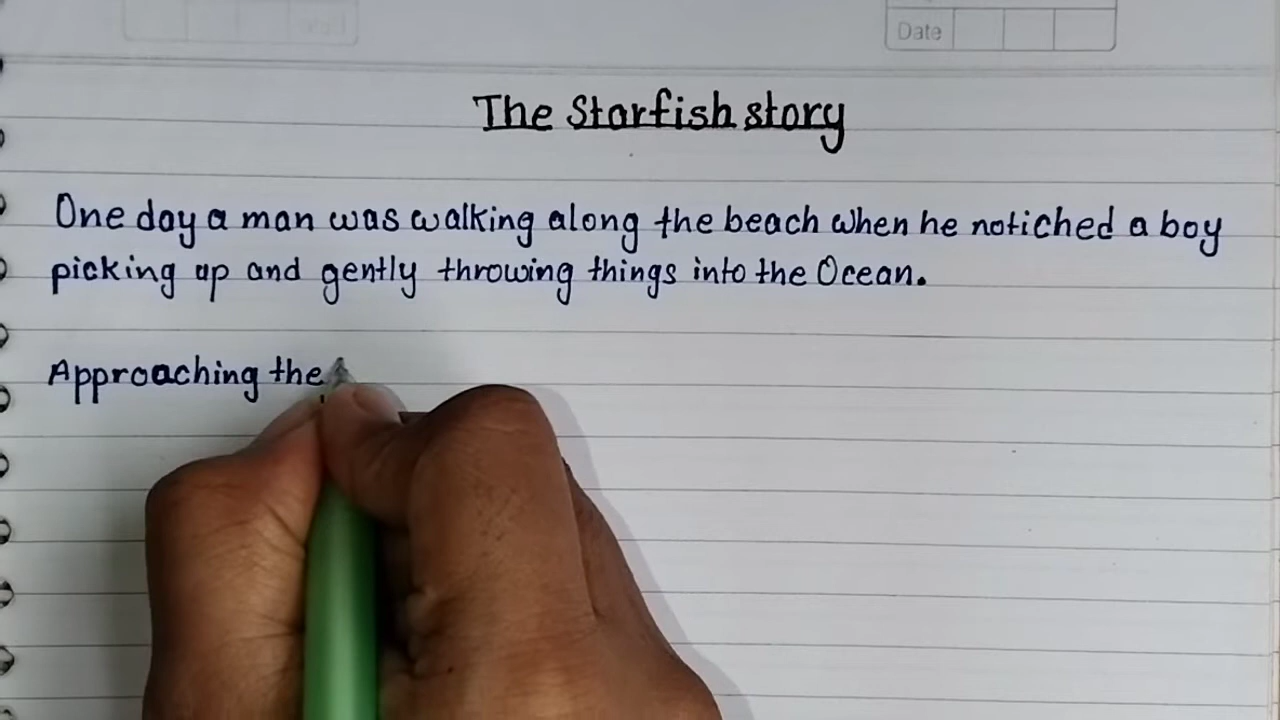 Date
The Starfish story
One day a man was walking along the beach when he notiched a boy
picking up and gently throwing things into the Ocean.
Approaching the